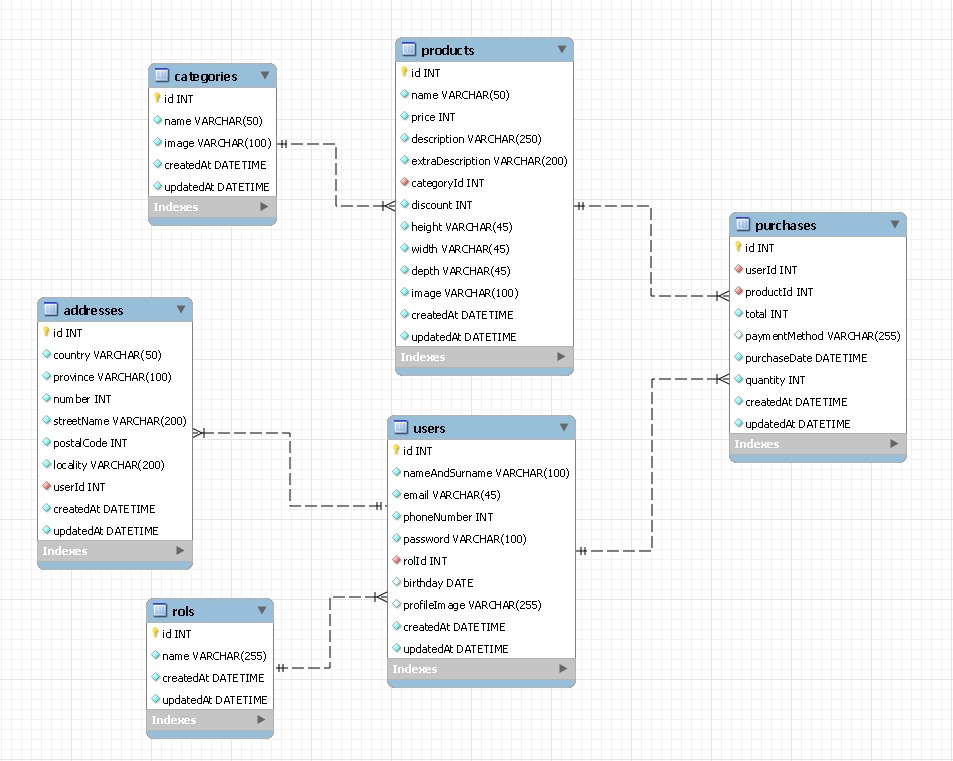 categories
id INT
name VARCHAR(50)
image VARCHAR(100)
createdAt DATETIME
updatedAt DATETIME
Indexes
products
id INT
name VARCHAR(50)
price INT
description VARCHAR(250)
extraDescription VARCHAR(200)
categoryId INT
discount INT
height VARCHAR(45)
width VARCHAR(45)
depth VARCHAR(45)
image VARCHAR(100)
createdAt DATETIME
updatedAt DATETIME
Indexes
purchases
id INT
userId INT
productId INT
total INT
paymentMethod VARCHAR(255)
purchaseDate DATETIME
quantity INT
createdAt DATETIME
updatedAt DATETIME
Indexes
addresses
id INT
country VARCHAR(50)
province VARCHAR(100)
number INT
streetName VARCHAR(200)
postalCode INT
locality VARCHAR(200)
userId INT
createdAt DATETIME
updatedAt DATETIME
Indexes
users
id INT
nameAndSurname VARCHAR(100)
email VARCHAR(45)
phoneNumber INT
password VARCHAR(100)
rolId INT
birthday DATE
profileImage VARCHAR(255)
createdAt DATETIME
updatedAt DATETIME
Indexes
rols
id INT
name VARCHAR(255)
createdAt DATETIME
updatedAt DATETIME
Indexes